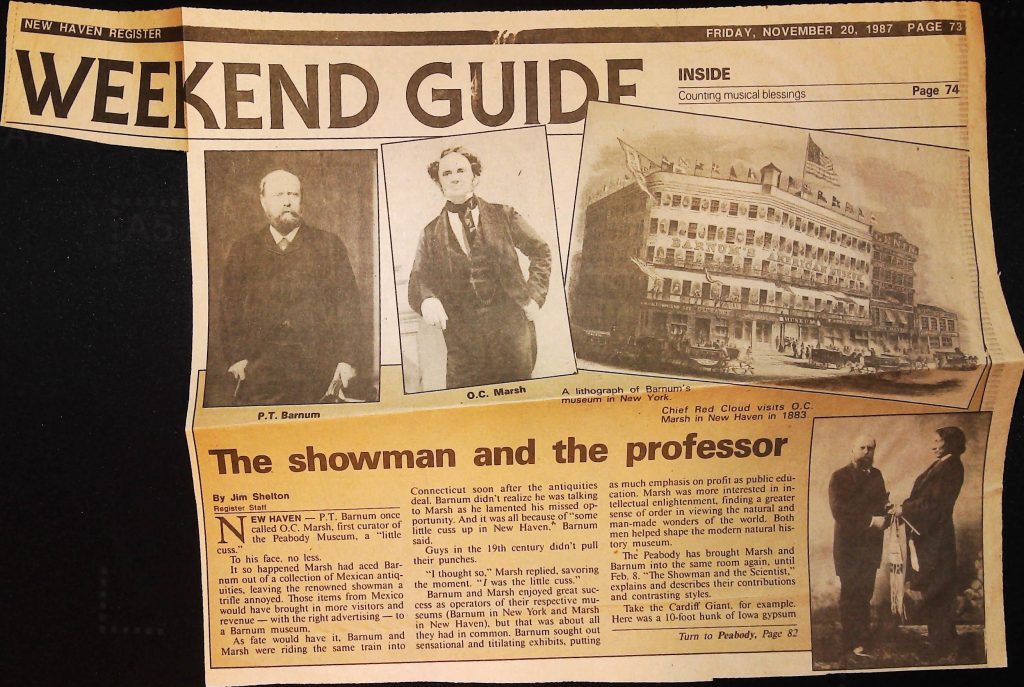 NEW HAVEN REGISTER
FRIDAY, NOVEMBER 20, 1987 PAGE 73
WEEKEND GUIDE
INSIDE
Counting musical blessings Page 74
BARNUM'S
MUSEUM
P.T. Barnum
O.C. Marsh
A lithograph of Barnum's
museum in New York.
Chief Red Cloud visits O.C.
Marsh in New Haven in 1883.
The showman and the professor
By Jim Shelton
Register Staff
NEW HAVEN — P.T. Barnum once
called O.C. Marsh, first curator of
the Peabody Museum, a "little
cuss."
To his face, no less.
It so happened Marsh had aced Bar-
num out of a collection of Mexican antiq-
uities, leaving the renowned showman a
trifle annoyed. Those items from Mexico
would have brought in more visitors and
revenue — with the right advertising — to
a Barnum museum.
As fate would have it, Barnum and
Marsh were riding the same train into
Connecticut soon after the antiquities
deal. Barnum didn't realize he was talking
to Marsh as he lamented his missed op-
portunity. And it was all because of "some
little cuss up in New Haven," Barnum
said.
Guys in the 19th century didn't pull
their punches.
"I thought so," Marsh replied, savoring
the moment. "I was the little cuss."
Barnum and Marsh enjoyed great suc-
cess as operators of their respective mu-
seums (Barnum in New York and Marsh
in New Haven), but that was about all
they had in common. Barnum sought out
sensational and titilating exhibits, putting
as much emphasis on profit as public edu-
cation. Marsh was more interested in in-
tellectual enlightenment, finding a greater
sense of order in viewing the natural and
man-made wonders of the world. Both
men helped shape the modern natural his-
tory museum.
The Peabody has brought Marsh and
Barnum into the same room again, until
Feb. 8. "The Showman and the Scientist,"
explains and describes their contributions
and contrasting styles.
Take the Cardiff Giant, for example.
Here was a 10-foot hunk of Iowa gypsum
Turn to Peabody, Page 82